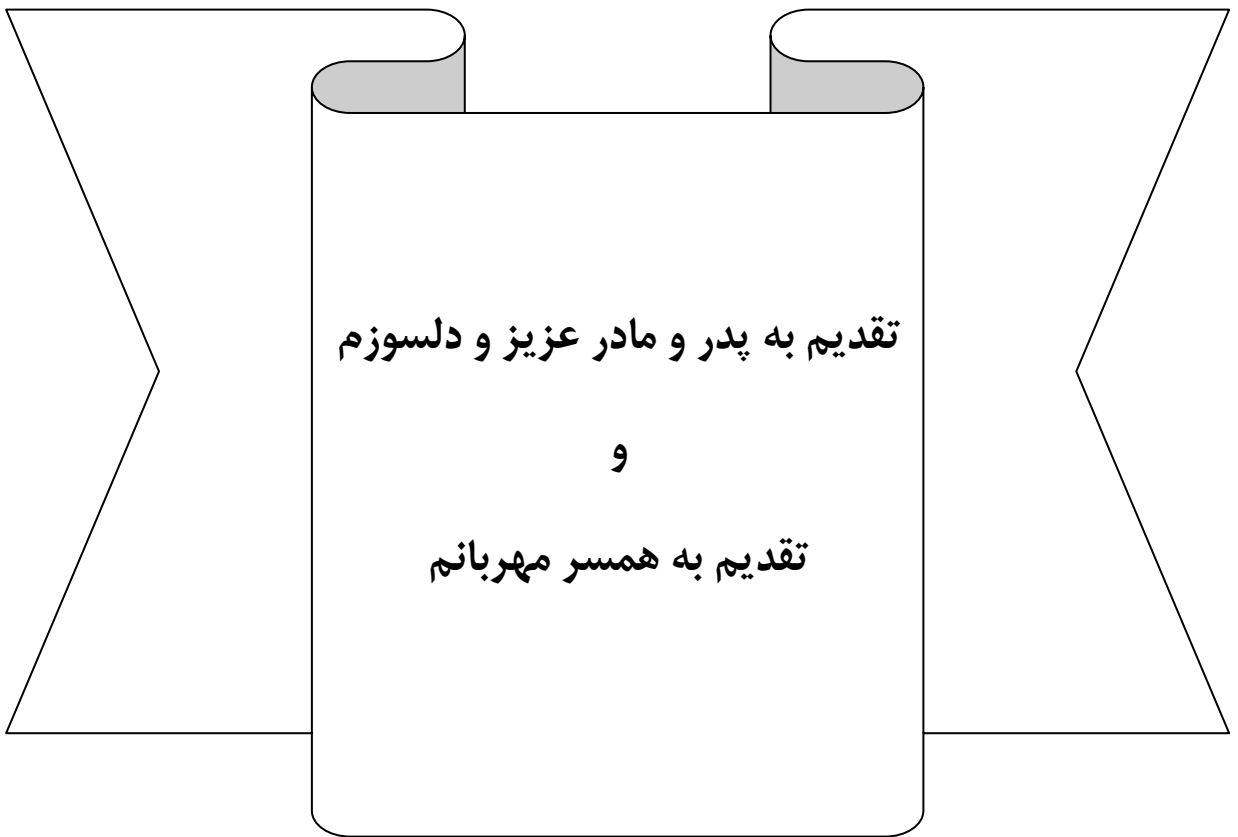 تقدیم به پدر و مادر عزیز و دلسوزم
و
تقدیم به همسر مهربانم